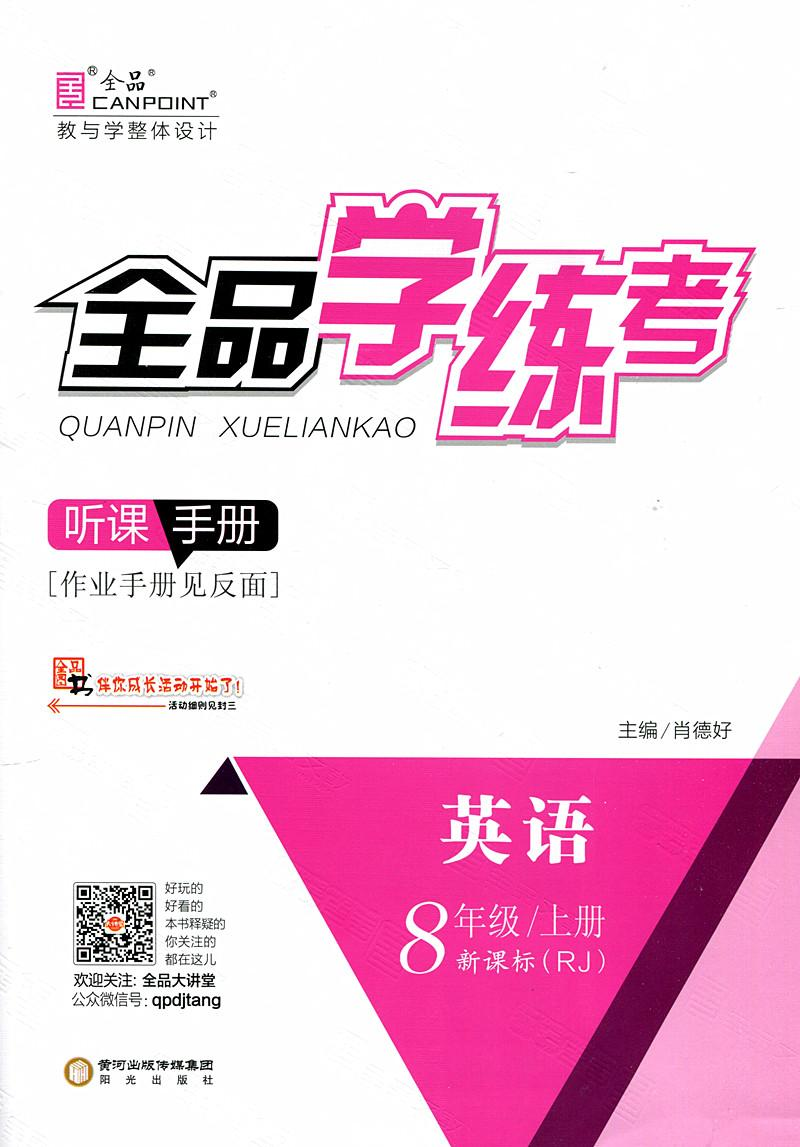 全品®
CANPOINT®
教与学整体设计
全品学练考
QUANPIN XUELIANKAO
听课手册
[作业手册见反面]
全品图书 伴你成长活动开始了!
活动细则见封三
主编/肖德好
英语
8年级/上册
新课标(RJ)
好玩的
好看的
本书释疑的
你关注的
都在这儿
欢迎关注: 全品大讲堂
公众微信号: qpdjtang
黄河出版传媒集团
阳光出版社